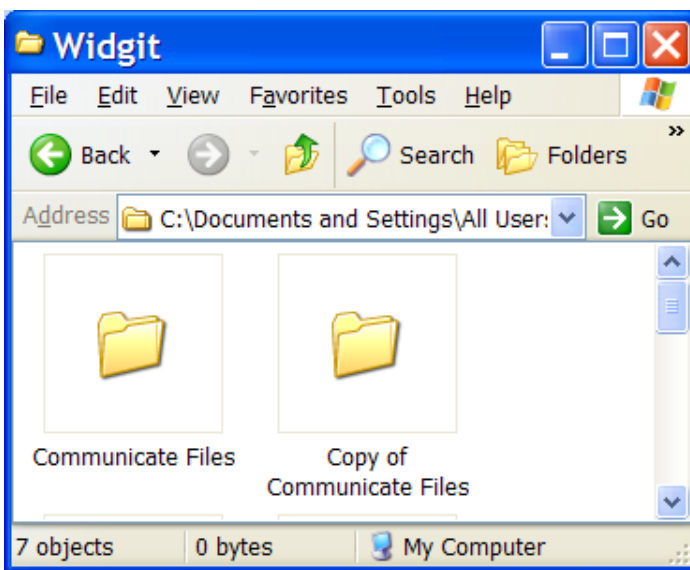 Widgit
File Edit View Favorites Tools Help
Back Search Folders »
Address C:\Documents and Settings\All Go
Communicate Files
Copy of
Communicate Files
7 objects 0 bytes My Computer